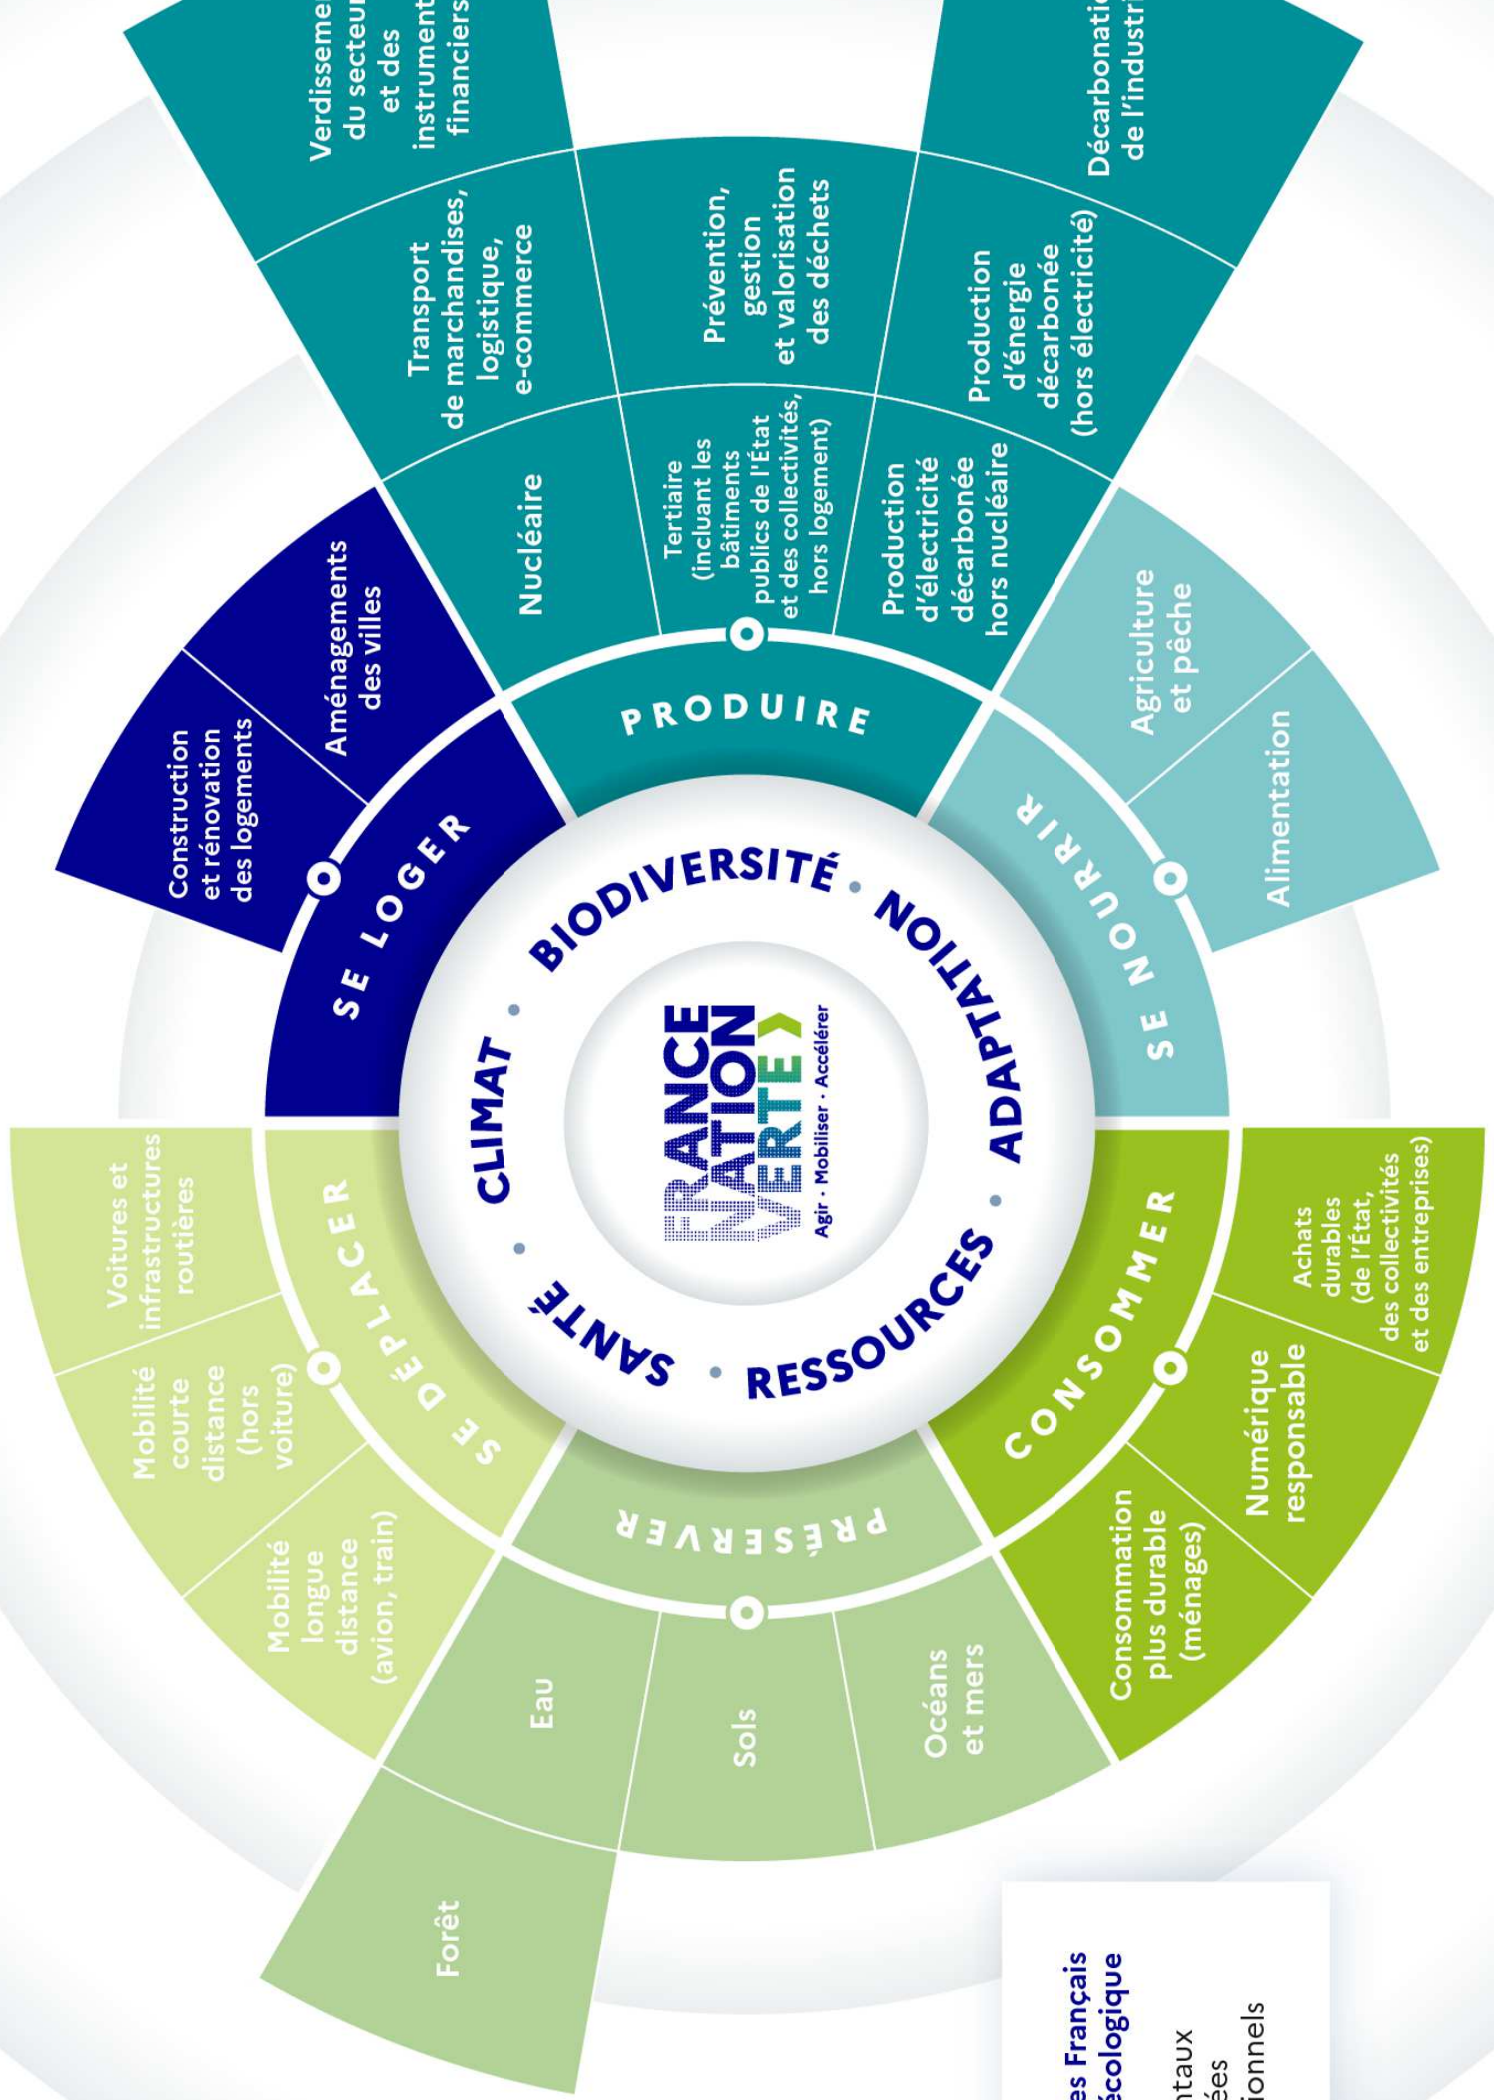 FRANCE
NATION
VERTE
Agir · Mobiliser · Accélérer
CLIMAT · BIODIVERSITÉ · ADAPTATION · RESSOURCES · SANTÉ ·
SE LOGER
Construction
et rénovation
des logements
Aménagements
des villes
PRODUIRE
Nucléaire
Tertiaire
(incluant les
bâtiments
publics de l'État
et des collectivités,
hors logement)
Production
d'électricité
décarbonée
hors nucléaire
Transport
de marchandises,
logistique,
e-commerce
Prévention,
gestion
et valorisation
des déchets
Production
d'énergie
décarbonée
(hors électricité)
du
et des
financiers
de
SE NOURRIR
Agriculture
et pêche
Alimentation
CONSOMMER
Achats
durables
(de l'État,
des collectivités
et des entreprises)
Numérique
responsable
Consommation
plus durable
(ménages)
PRÉSERVER
Océans
et mers
Sols
Eau
Forêt
SE DÉPLACER
Mobilité
longue
distance
(avion, train)
Mobilité
courte
distance
(hors
voiture)
Voitures et
infrastructures
routières
Français
écologique